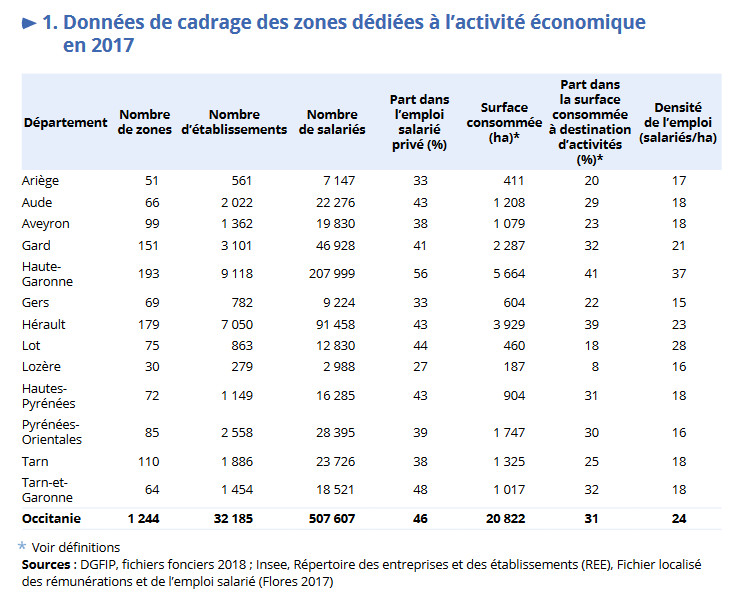 ► 1. Données de cadrage des zones dédiées à l’activité économique
en 2017
Département Nombre de zones Nombre d’établissements Nombre de salariés Part dans l’emploi salarié privé (%) Surface consommée (ha)* Part dans la surface consommée à destination d’activités (%)* Densité de l’emploi (salariés/ha)
Ariège 51 561 7 147 33 411 20 17
Aude 66 2 022 22 276 43 1 208 29 18
Aveyron 99 1 362 19 830 38 1 079 23 18
Gard 151 3 101 46 928 41 2 287 32 21
Haute-Garonne 193 9 118 207 999 56 5 664 41 37
Gers 69 782 9 224 33 604 22 15
Hérault 179 7 050 91 458 43 3 929 39 23
Lot 75 863 12 830 44 460 18 28
Lozère 30 279 2 988 27 187 8 16
Hautes-Pyrénées 72 1 149 16 285 43 904 31 18
Pyrénées-Orientales 85 2 558 28 395 39 1 747 30 16
Tarn 110 1 886 23 726 38 1 325 25 18
Tarn-et-Garonne 64 1 454 18 521 48 1 017 32 18
Occitanie 1 244 32 185 507 607 46 20 822 31 24
* Voir définitions
Sources : DGFIP, fichiers fonciers 2018 ; Insee, Répertoire des entreprises et des établissements (REE), Fichier localisé
des rémunérations et de l’emploi salarié (Flores 2017)